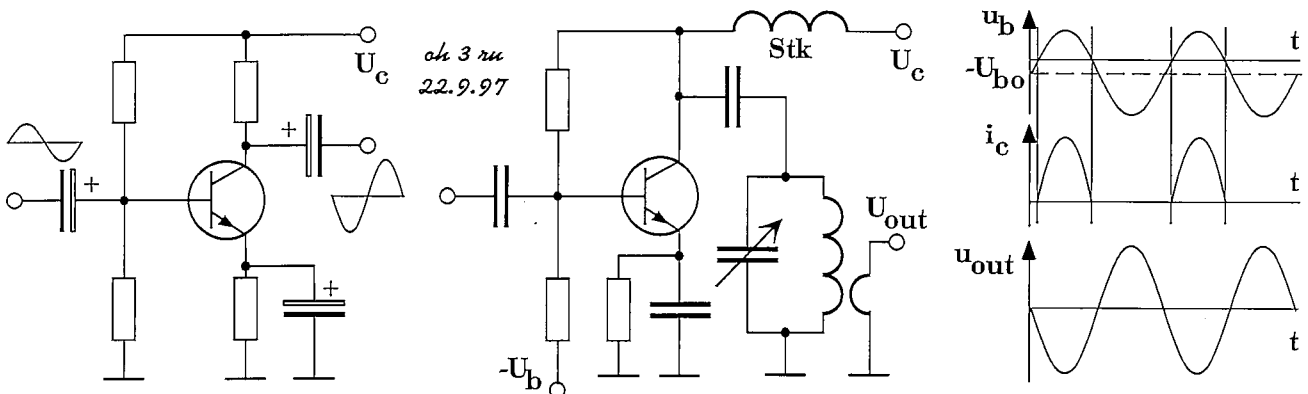 +
+
+
U_c
oh 3 ru
22.9.97
Stk
U_c
U_out
-U_b
u_b
t
-U_bo
i_c
t
u_out
t